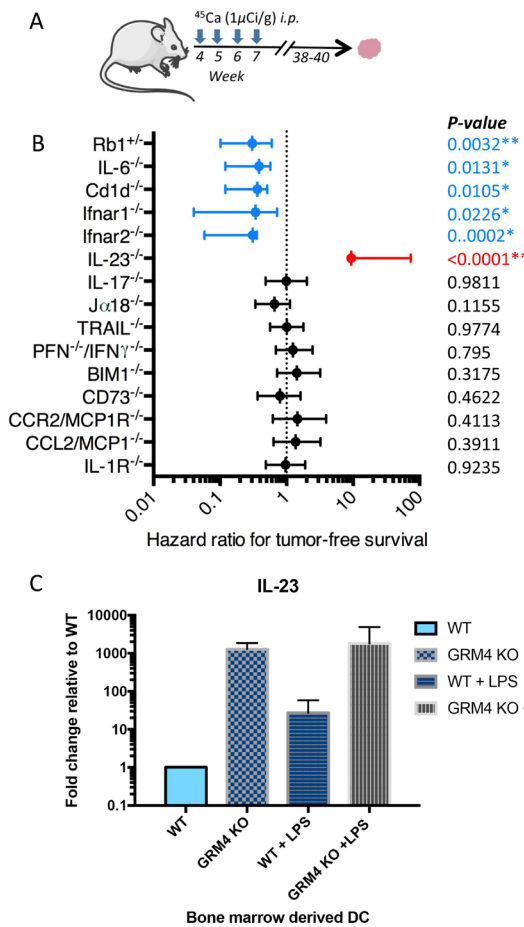 A
⁴⁵Ca (1μCi/g) i.p.
4 5 6 7
38-40
Week
B
P-value
Rb1+/- 0.0032**
IL-6-/- 0.0131*
Cd1d-/- 0.0105*
Ifnar1-/- 0.0226*
Ifnar2-/- 0..0002*
IL-23-/- <0.0001**
IL-17-/- 0.9811
Jα18-/- 0.1155
TRAIL-/- 0.9774
PFN-/-/IFNγ-/- 0.795
BIM1-/- 0.3175
CD73-/- 0.4622
CCR2/MCP1R-/- 0.4113
CCL2/MCP1-/- 0.3911
IL-1R-/- 0.9235
0.01 0.1 1 10 100
Hazard ratio for tumor-free survival
C
IL-23
Fold change relative to WT
10000
1000
100
10
1
0.1
WT
GRM4 KO
WT + LPS
GRM4 KO +LPS
Bone marrow derived DC
WT
GRM4 KO
WT + LPS
GRM4 KO